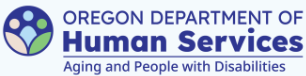 OREGON DEPARTMENT OF
Human Services
Aging and People with Disabilities